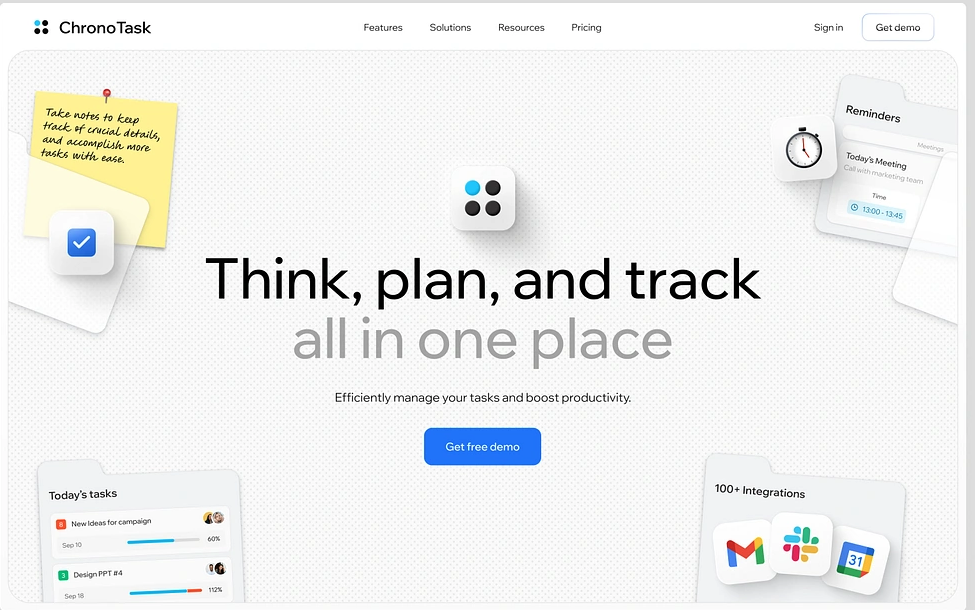 ChronoTask
Features
Solutions
Resources
Pricing
Sign in
Get demo
Take notes to keep
track of crucial details,
and accomplish more
tasks with ease.
Reminders
Meetings
Today's Meeting
Call with marketing team
Time
13:00 - 13:45
Think, plan, and track
all in one place
Efficiently manage your tasks and boost productivity.
Get free demo
Today's tasks
8
New Ideas for campaign
Sep 10
60%
3
Design PPT #4
Sep 18
112%
100+ Integrations
31